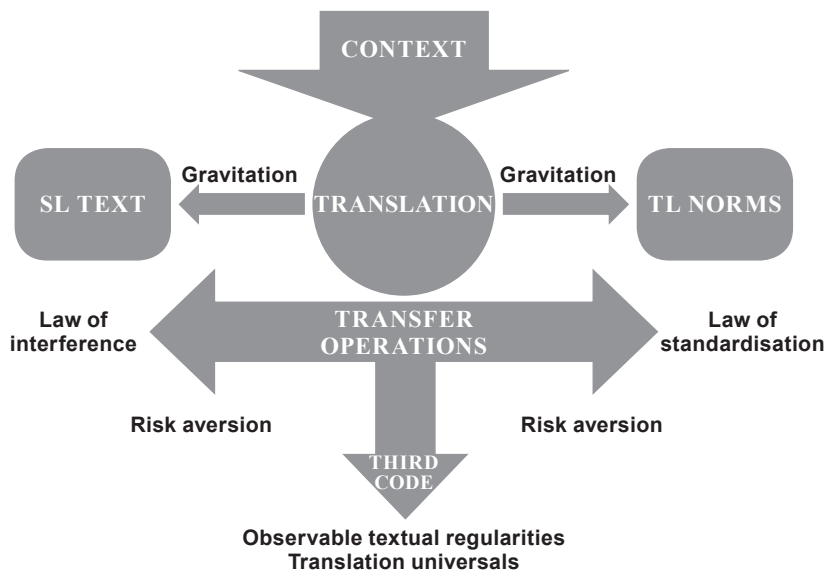 CONTEXT
Gravitation
Gravitation
SL TEXT
TRANSLATION
TL NORMS
Law of
interference
TRANSFER
OPERATIONS
Law of
standardisation
Risk aversion
Risk aversion
THIRD
CODE
Observable textual regularities
Translation universals